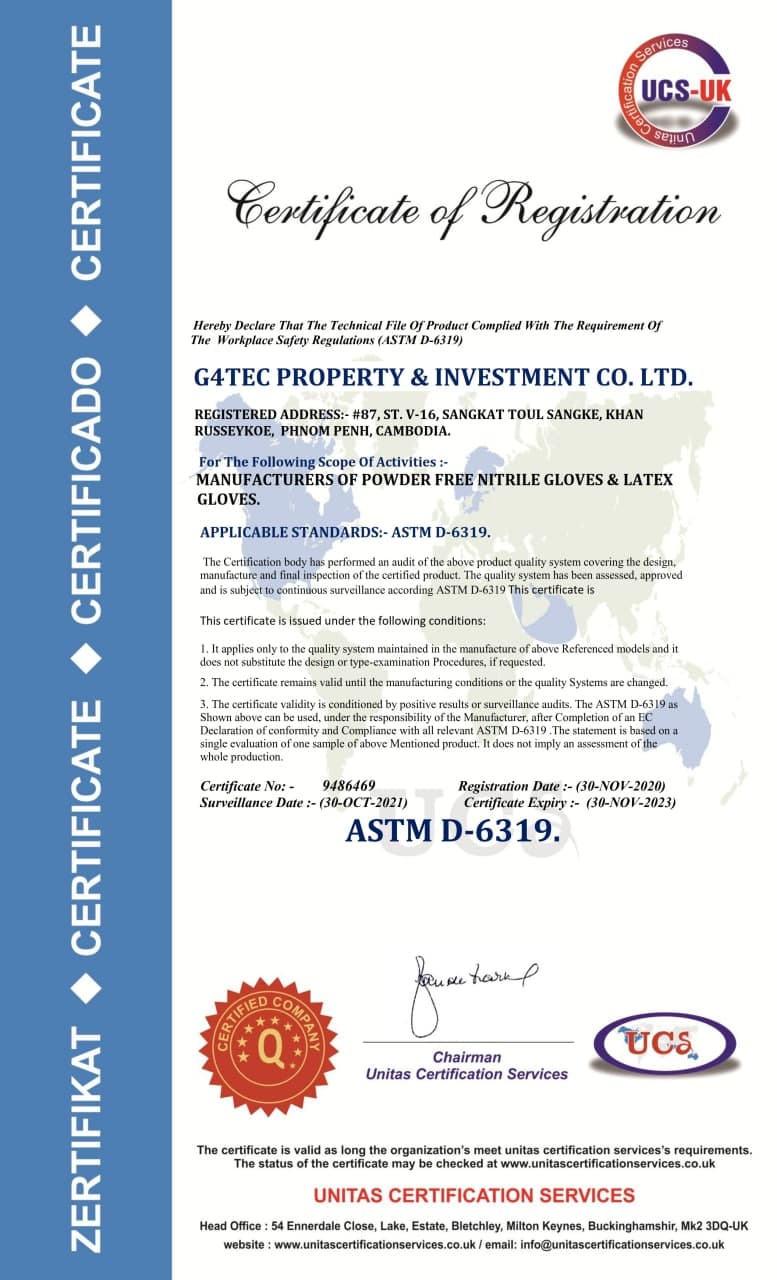 ZERTIFIKAT ◆ CERTIFICATE ◆ CERTIFICADO ◆ CERTIFICATE
Unitas Certification Services
UCS-UK
Certificate of Registration
Hereby Declare That The Technical File Of Product Complied With The Requirement Of
The Workplace Safety Regulations (ASTM D-6319)
G4TEC PROPERTY & INVESTMENT CO. LTD.
REGISTERED ADDRESS:- #87, ST. V-16, SANGKAT TOUL SANGKE, KHAN
RUSSEYKOE, PHNOM PENH, CAMBODIA.
For The Following Scope Of Activities :-
MANUFACTURERS OF POWDER FREE NITRILE GLOVES & LATEX
GLOVES.
APPLICABLE STANDARDS:- ASTM D-6319.
The Certification body has performed an audit of the above product quality system covering the design,
manufacture and final inspection of the certified product. The quality system has been assessed, approved
and is subject to continuous surveillance according ASTM D-6319 This certificate is
This certificate is issued under the following conditions:
1. It applies only to the quality system maintained in the manufacture of above Referenced models and it
does not substitute the design or type-examination Procedures, if requested.
2. The certificate remains valid until the manufacturing conditions or the quality Systems are changed.
3. The certificate validity is conditioned by positive results or surveillance audits. The ASTM D-6319 as
Shown above can be used, under the responsibility of the Manufacturer, after Completion of an EC
Declaration of conformity and Compliance with all relevant ASTM D-6319 .The statement is based on a
single evaluation of one sample of above Mentioned product. It does not imply an assessment of the
whole production.
Certificate No: - 9486469 Registration Date :- (30-NOV-2020)
Surveillance Date :- (30-OCT-2021) Certificate Expiry :- (30-NOV-2023)
UCS
ASTM D-6319.
CERTIFIED COMPANY
Q
Chairman
Unitas Certification Services
UCS
The certificate is valid as long the organization's meet unitas certification services's requirements.
The status of the certificate may be checked at www.unitascertificationservices.co.uk
UNITAS CERTIFICATION SERVICES
Head Office : 54 Ennerdale Close, Lake, Estate, Bletchley, Milton Keynes, Buckinghamshir, Mk2 3DQ-UK
website : www.unitascertificationservices.co.uk / email: info@unitascertificationservices.co.uk